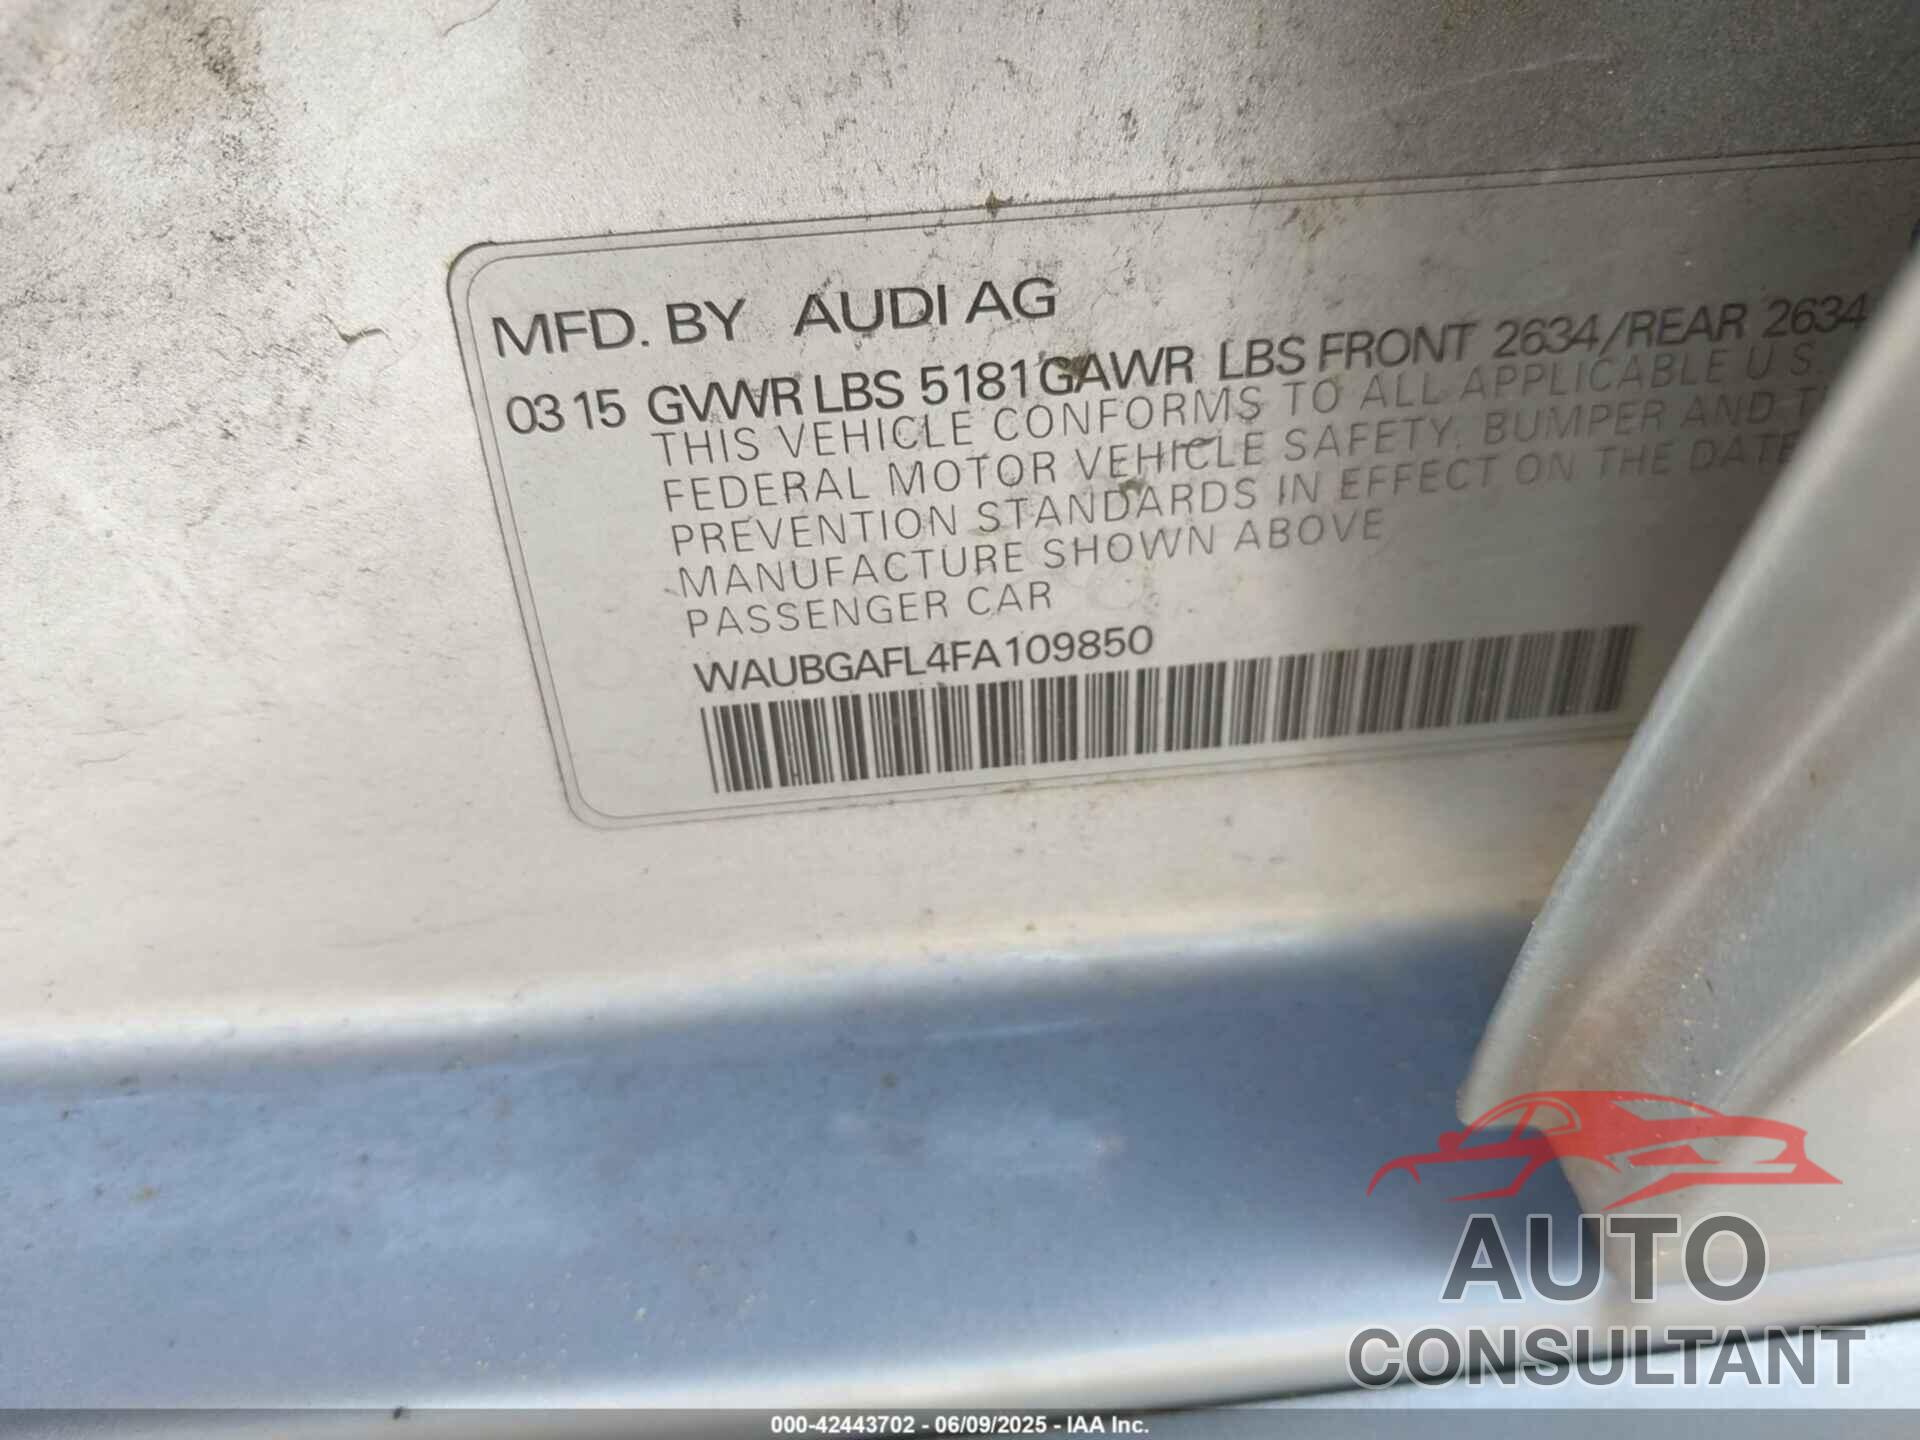 MFD. BY AUDI AG
03 15 GVWR LBS 5181 GAWR LBS FRONT 2634/REAR 2634
THIS VEHICLE CONFORMS TO ALL APPLICABLE U S
FEDERAL MOTOR VEHICLE SAFETY, BUMPER AND
PREVENTION STANDARDS IN EFFECT ON THE DATE
MANUFACTURE SHOWN ABOVE
PASSENGER CAR
WAUBGAFL4FA109850
AUTO
CONSULTANT
000-42443702 - 06/09/2025 - IAA Inc.